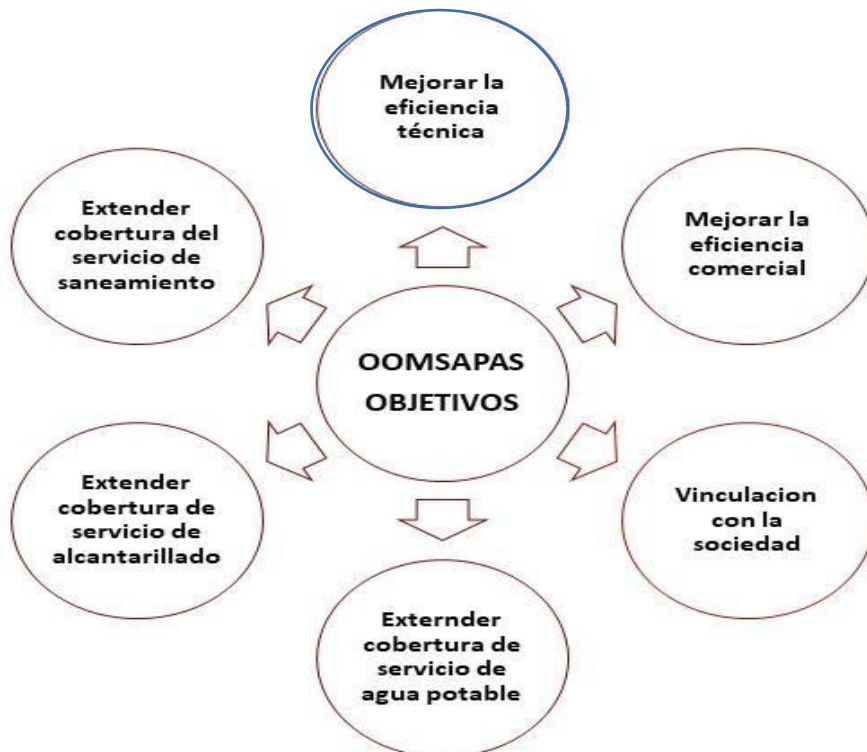 Mejorar la
eficiencia
técnica
Extender
cobertura del
servicio de
saneamiento
Mejorar la
eficiencia
comercial
OOMSAPAS
OBJETIVOS
Extender
cobertura de
servicio de
alcantarillado
Vinculacion
con la
sociedad
Externder
cobertura de
servicio de
agua potable